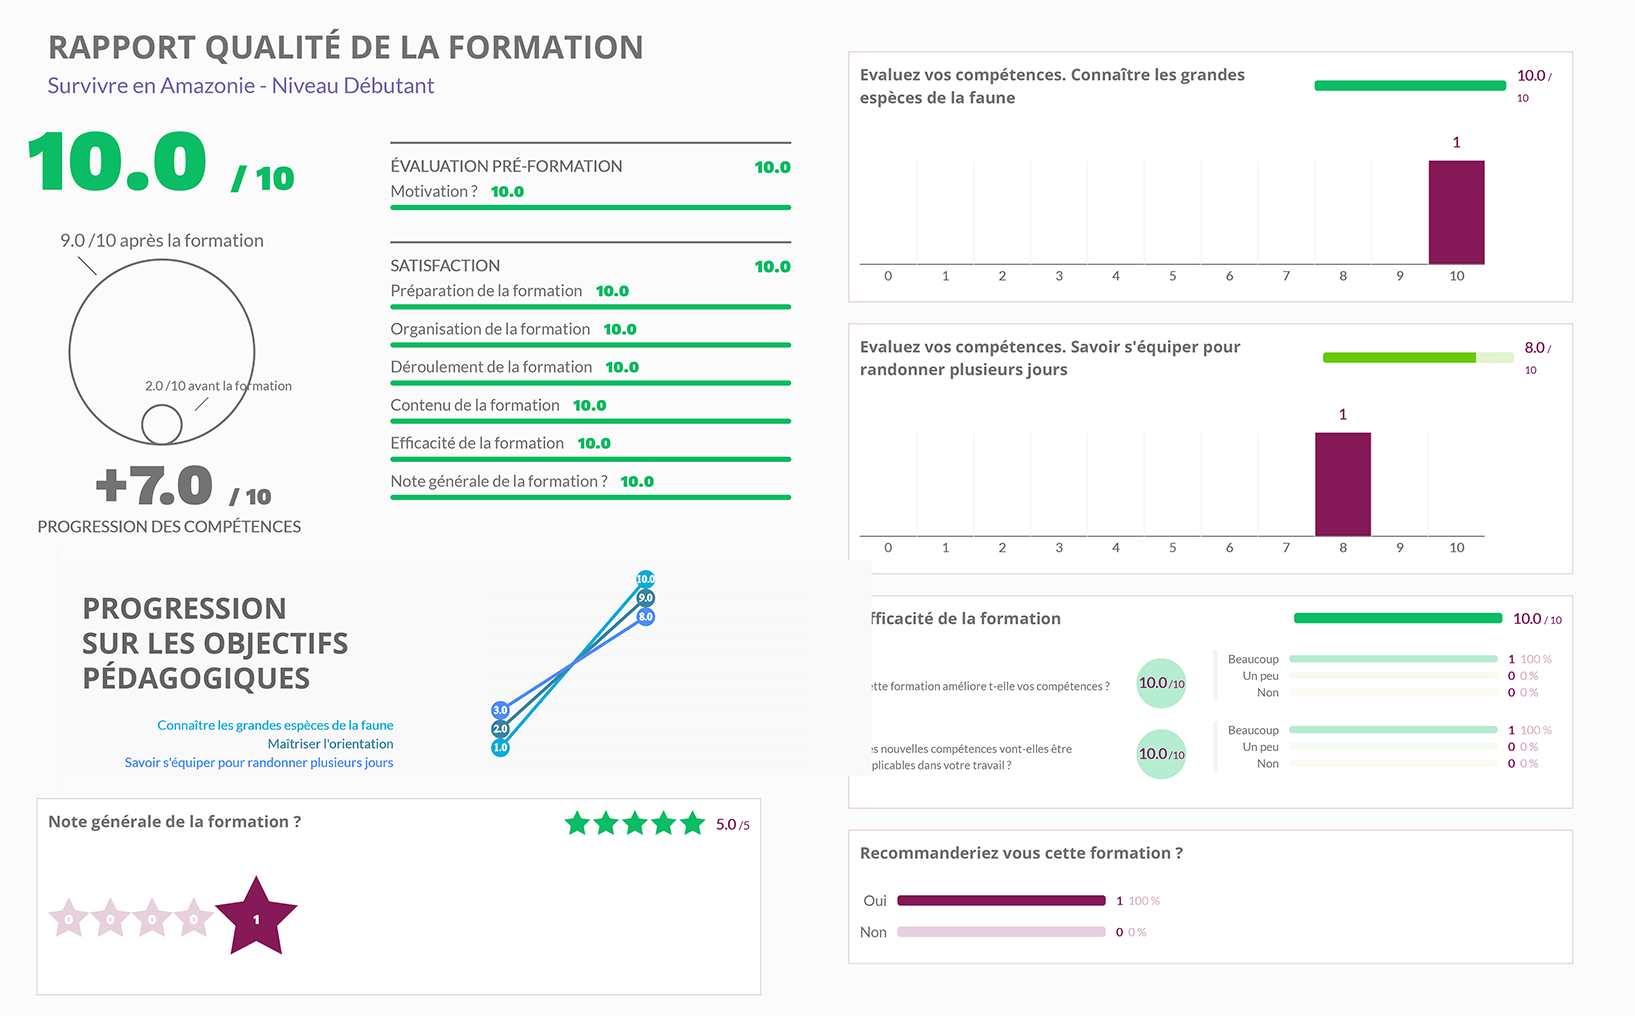 RAPPORT QUALITÉ DE LA FORMATION
Survivre en Amazonie - Niveau Débutant
10.0 / 10
9.0 /10 après la formation
2.0 /10 avant la formation
+7.0 / 10
PROGRESSION DES COMPÉTENCES
ÉVALUATION PRÉ-FORMATION 10.0
Motivation ? 10.0
SATISFACTION 10.0
Préparation de la formation 10.0
Organisation de la formation 10.0
Déroulement de la formation 10.0
Contenu de la formation 10.0
Efficacité de la formation 10.0
Note générale de la formation ? 10.0
PROGRESSION
SUR LES OBJECTIFS
PÉDAGOGIQUES
Connaître les grandes espèces de la faune
Maîtriser l'orientation
Savoir s'équiper pour randonner plusieurs jours
10.0
9.0
8.0
3.0
2.0
1.0
Note générale de la formation ? 5.0 /5
0 0 0 0 1
Evaluez vos compétences. Connaître les grandes
espèces de la faune
10.0 /
10
1
0 1 2 3 4 5 6 7 8 9 10
Evaluez vos compétences. Savoir s'équiper pour
randonner plusieurs jours
8.0 /
10
1
0 1 2 3 4 5 6 7 8 9 10
fficacité de la formation 10.0 / 10
ette formation améliore t-elle vos compétences ? 10.0 /10
Beaucoup 1 100 %
Un peu 0 0 %
Non 0 0 %
es nouvelles compétences vont-elles être
plicables dans votre travail ?
10.0 /10
Beaucoup 1 100 %
Un peu 0 0 %
Non 0 0 %
Recommanderiez vous cette formation ?
Oui 1 100 %
Non 0 0 %